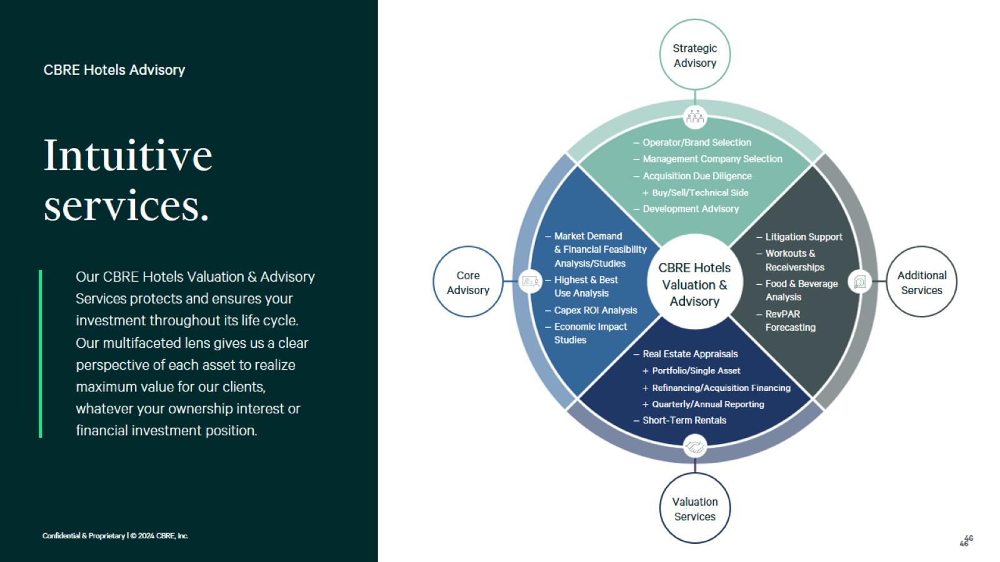 CBRE Hotels Advisory
Intuitive
services.
Our CBRE Hotels Valuation & Advisory
Services protects and ensures your
investment throughout its life cycle.
Our multifaceted lens gives us a clear
perspective of each asset to realize
maximum value for our clients,
whatever your ownership interest or
financial investment position.
Confidential & Proprietary | © 2024 CBRE, Inc.
Strategic
Advisory
– Operator/Brand Selection
– Management Company Selection
– Acquisition Due Diligence
+ Buy/Sell/Technical Side
– Development Advisory
Core
Advisory
– Market Demand
& Financial Feasibility
Analysis/Studies
– Highest & Best
Use Analysis
– Capex ROI Analysis
– Economic Impact
Studies
CBRE Hotels
Valuation &
Advisory
– Litigation Support
– Workouts &
Receiverships
– Food & Beverage
Analysis
– RevPAR
Forecasting
Additional
Services
– Real Estate Appraisals
+ Portfolio/Single Asset
+ Refinancing/Acquisition Financing
+ Quarterly/Annual Reporting
– Short-Term Rentals
Valuation
Services
46
46